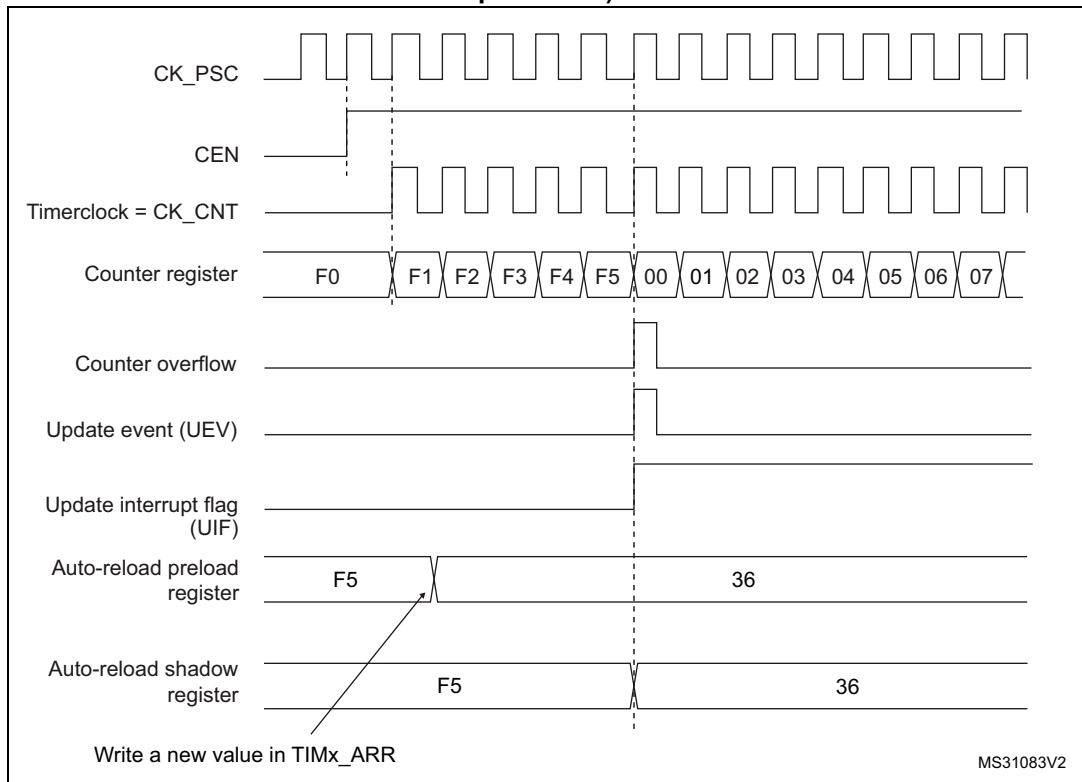 CK_PSC
CEN
Timerclock = CK_CNT
Counter register F0 F1 F2 F3 F4 F5 00 01 02 03 04 05 06 07
Counter overflow
Update event (UEV)
Update interrupt flag
(UIF)
Auto-reload preload
register F5 36
Auto-reload shadow
register F5 36
Write a new value in TIMx_ARR
MS31083V2